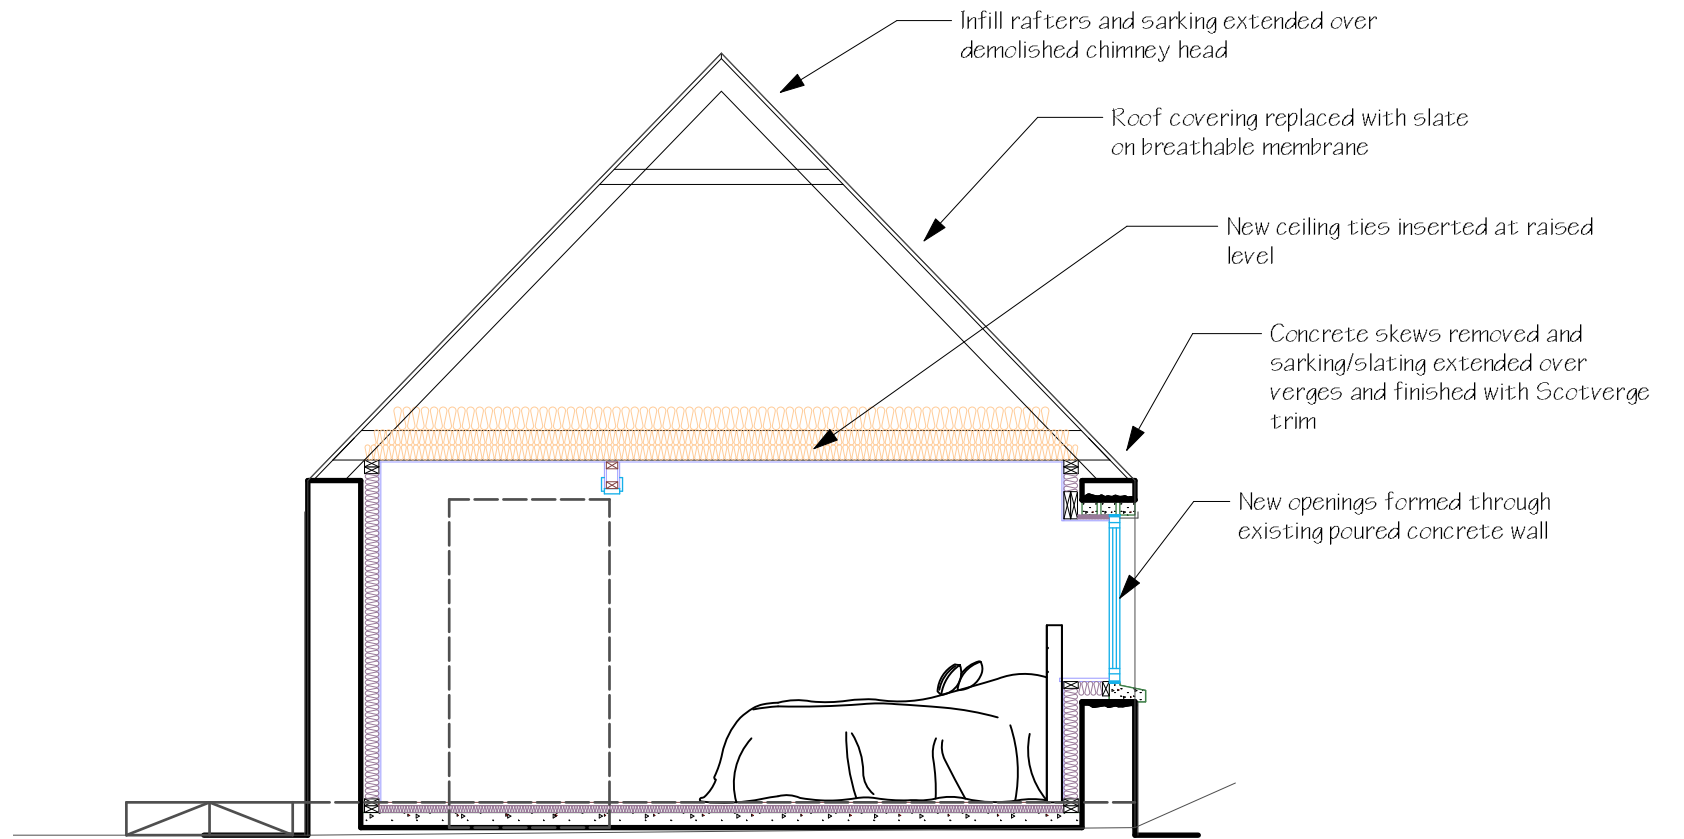 Infill rafters and sarking extended over
demolished chimney head
Roof covering replaced with slate
on breathable membrane
New ceiling ties inserted at raised
level
Concrete skews removed and
sarking/slating extended over
verges and finished with Scotverge
trim
New openings formed through
existing poured concrete wall